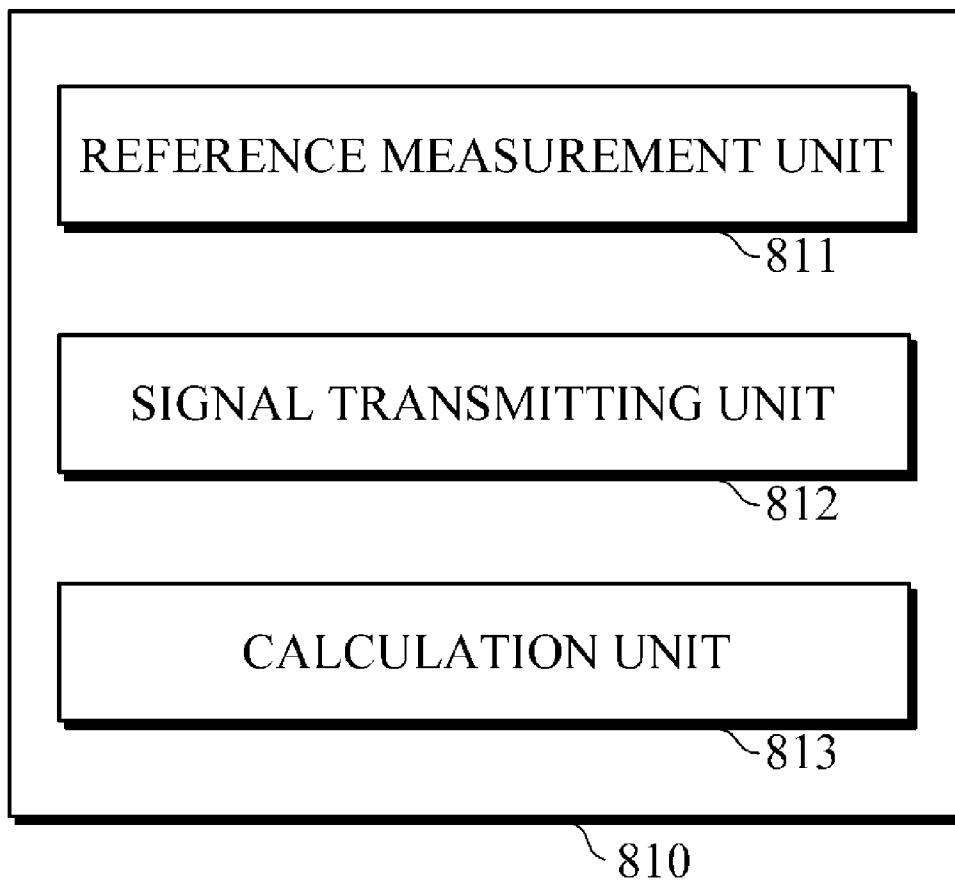 REFERENCE MEASUREMENT UNIT
811
SIGNAL TRANSMITTING UNIT
812
CALCULATION UNIT
813
810